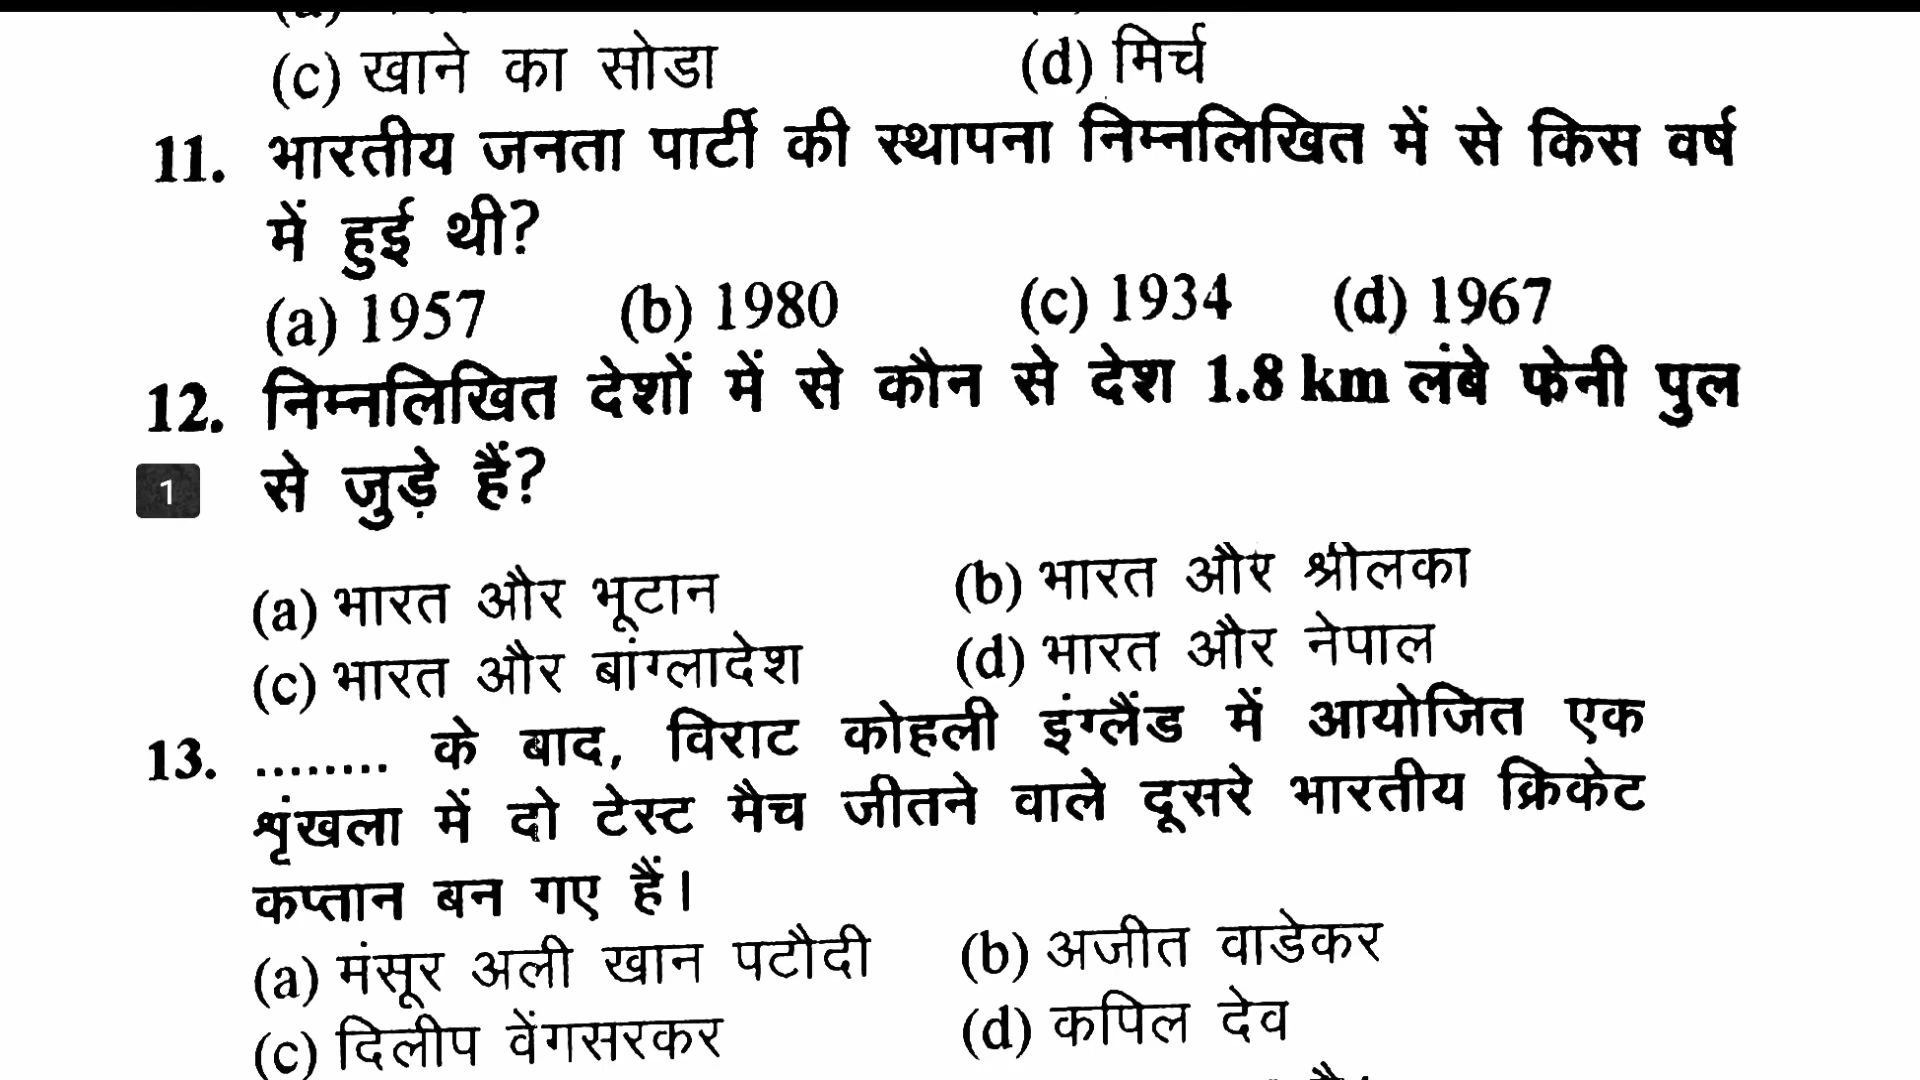 (c) खाने का सोडा (d) मिर्च
11. भारतीय जनता पार्टी की स्थापना निम्नलिखित में से किस वर्ष
में हुई थी?
(a) 1957 (b) 1980 (c) 1934 (d) 1967
12. निम्नलिखित देशों में से कौन से देश 1.8 km लंबे फेनी पुल
1 से जुड़े हैं?
(a) भारत और भूटान (b) भारत और श्रीलका
(c) भारत और बांग्लादेश (d) भारत और नेपाल
13. ........ के बाद, विराट कोहली इंग्लैंड में आयोजित एक
शृंखला में दो टेस्ट मैच जीतने वाले दूसरे भारतीय क्रिकेट
कप्तान बन गए हैं।
(a) मंसूर अली खान पटौदी (b) अजीत वाडेकर
(c) दिलीप वेंगसरकर (d) कपिल देव